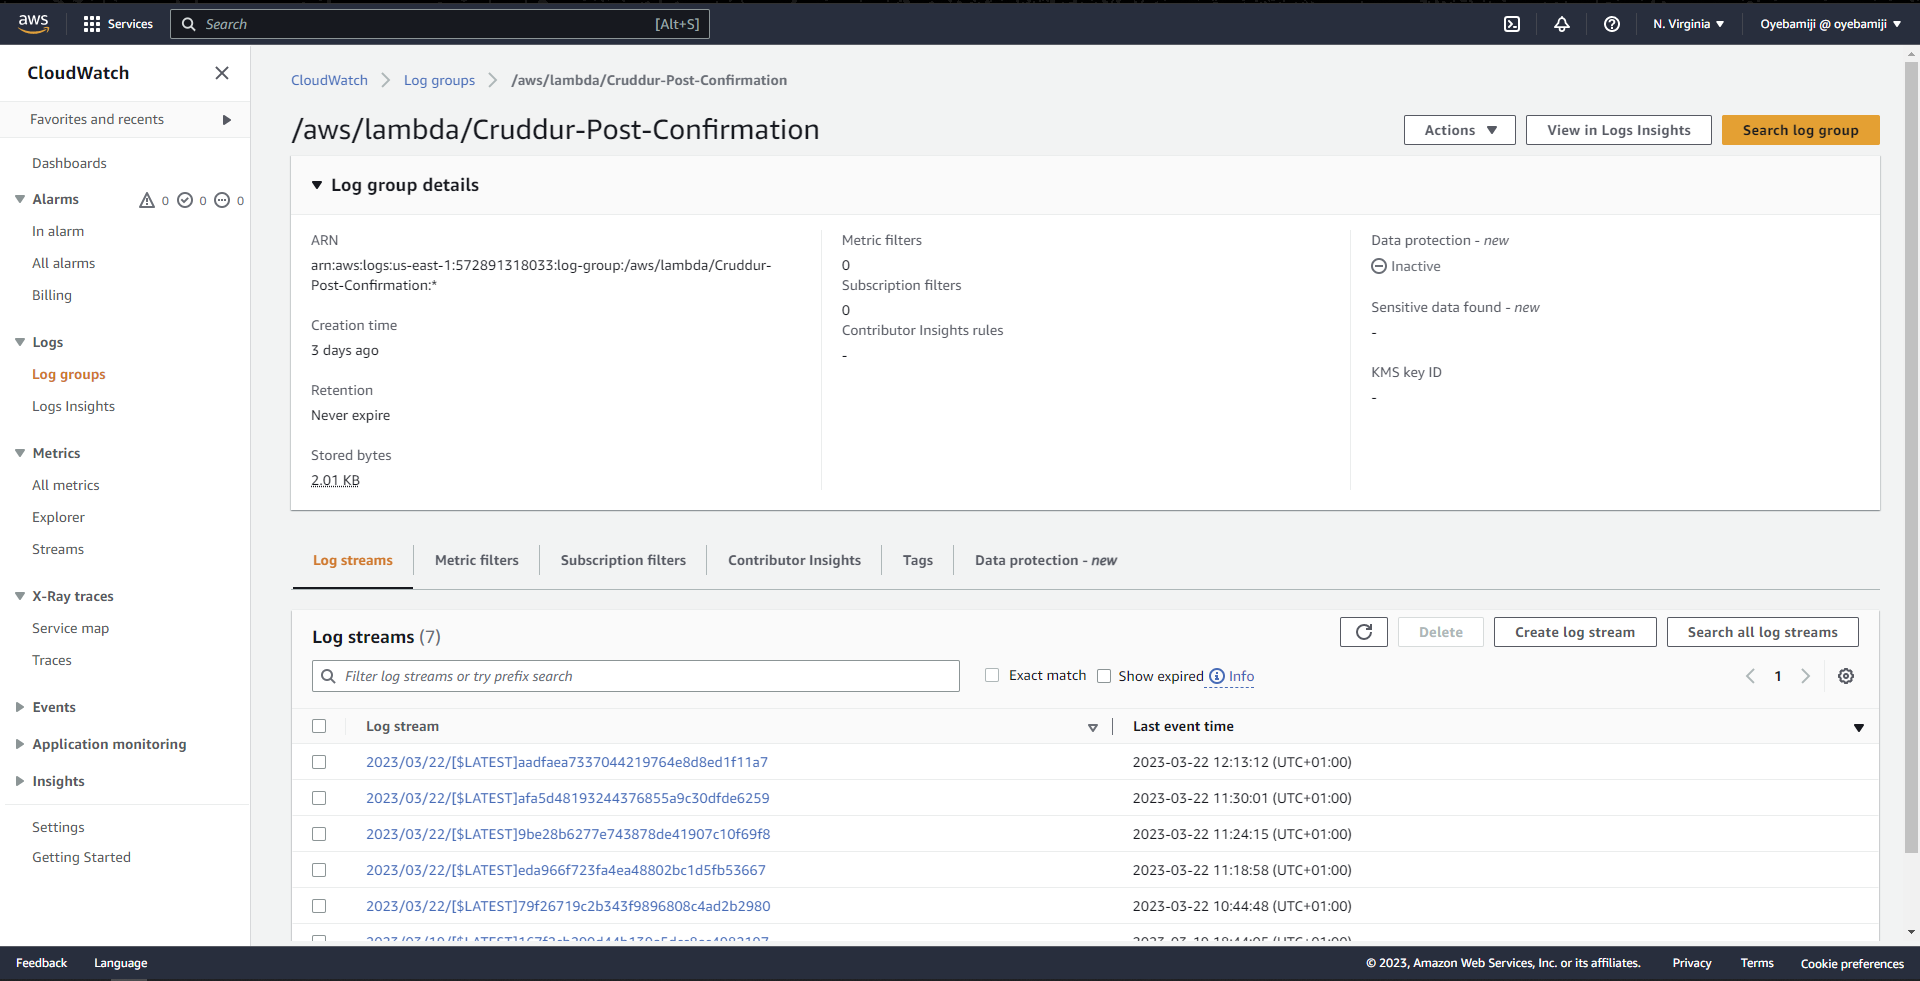 aws
Services
Search
[Alt+S]
N. Virginia
Oyebamiji @ oyebamiji
CloudWatch
Favorites and recents
Dashboards
Alarms 0 0 0
In alarm
All alarms
Billing
Logs
Log groups
Logs Insights
Metrics
All metrics
Explorer
Streams
X-Ray traces
Service map
Traces
Events
Application monitoring
Insights
Settings
Getting Started
CloudWatch
Log groups
/aws/lambda/Cruddur-Post-Confirmation
/aws/lambda/Cruddur-Post-Confirmation
Actions
View in Logs Insights
Search log group
Log group details
ARN
arn:aws:logs:us-east-1:572891318033:log-group:/aws/lambda/Cruddur-
Post-Confirmation:*
Creation time
3 days ago
Retention
Never expire
Stored bytes
2.01 KB
Metric filters
0
Subscription filters
0
Contributor Insights rules
-
Data protection - new
Inactive
Sensitive data found - new
-
KMS key ID
-
Log streams
Metric filters
Subscription filters
Contributor Insights
Tags
Data protection - new
Log streams (7)
Delete
Create log stream
Search all log streams
Filter log streams or try prefix search
Exact match
Show expired
Info
1
Log stream
Last event time
2023/03/22/[$LATEST]aadfaea7337044219764e8d8ed1f11a7 2023-03-22 12:13:12 (UTC+01:00)
2023/03/22/[$LATEST]afa5d48193244376855a9c30dfde6259 2023-03-22 11:30:01 (UTC+01:00)
2023/03/22/[$LATEST]9be28b6277e743878de41907c10f69f8 2023-03-22 11:24:15 (UTC+01:00)
2023/03/22/[$LATEST]eda966f723fa4ea48802bc1d5fb53667 2023-03-22 11:18:58 (UTC+01:00)
2023/03/22/[$LATEST]79f26719c2b343f9896808c4ad2b2980 2023-03-22 10:44:48 (UTC+01:00)
Feedback
Language
© 2023, Amazon Web Services, Inc. or its affiliates.
Privacy
Terms
Cookie preferences